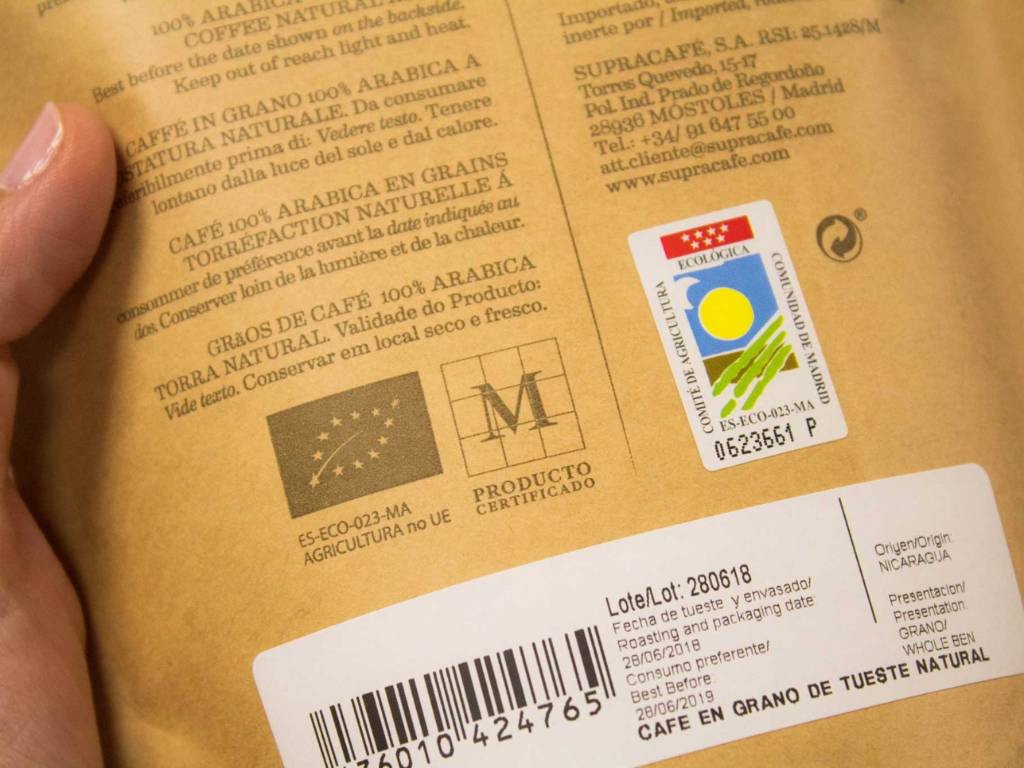 100% ARABICA
COFFEE NATURAL
Best before the date shown on the backside.
Keep out of reach light and heat.
CAFFÉ IN GRANO 100% ARABICA A
TOSTATURA NATURALE. Da consumare
preferibilmente prima di: Vedere testo. Tenere
lontano dalla luce del sole e dal calore.
CAFÉ 100% ARABICA EN GRAINS
TORRÉFACTION NATURELLE Á
consommer de préférence avant la date indiquée au
dos. Conserver loin de la lumière et de la chaleur.
GRãOS DE CAFÉ 100% ARABICA
TORRA NATURAL. Validade do Producto:
Vide texto. Conservar em local seco e fresco.
ES-ECO-023-MA
AGRICULTURA no UE
M
PRODUCTO
CERTIFICADO
Importado,
inerte por / Imported,
SUPRACAFÉ, S.A. RSI: 25.1428/M
Torres Quevedo, 15-17
Pol. Ind. Prado de Regordoño
28936 MÓSTOLES / Madrid
Tel.: +34/ 91 647 55 00
att.cliente@supracafe.com
www.supracafe.com
®
ECOLÓGICA
COMITÉ DE AGRICULTURA
COMUNIDAD DE MADRID
ES-ECO-023-MA
0623661 P
Lote/Lot: 280618
Fecha de tueste y envasado/
Roasting and packaging date:
28/06/2018
Consumo preferente/
Best Before:
28/06/2019
CAFE EN GRANO DE TUESTE NATURAL
Origen/Origin:
NICARAGUA
Presentacion/
Presentation:
GRANO/
WHOLE BEN
36010 424765